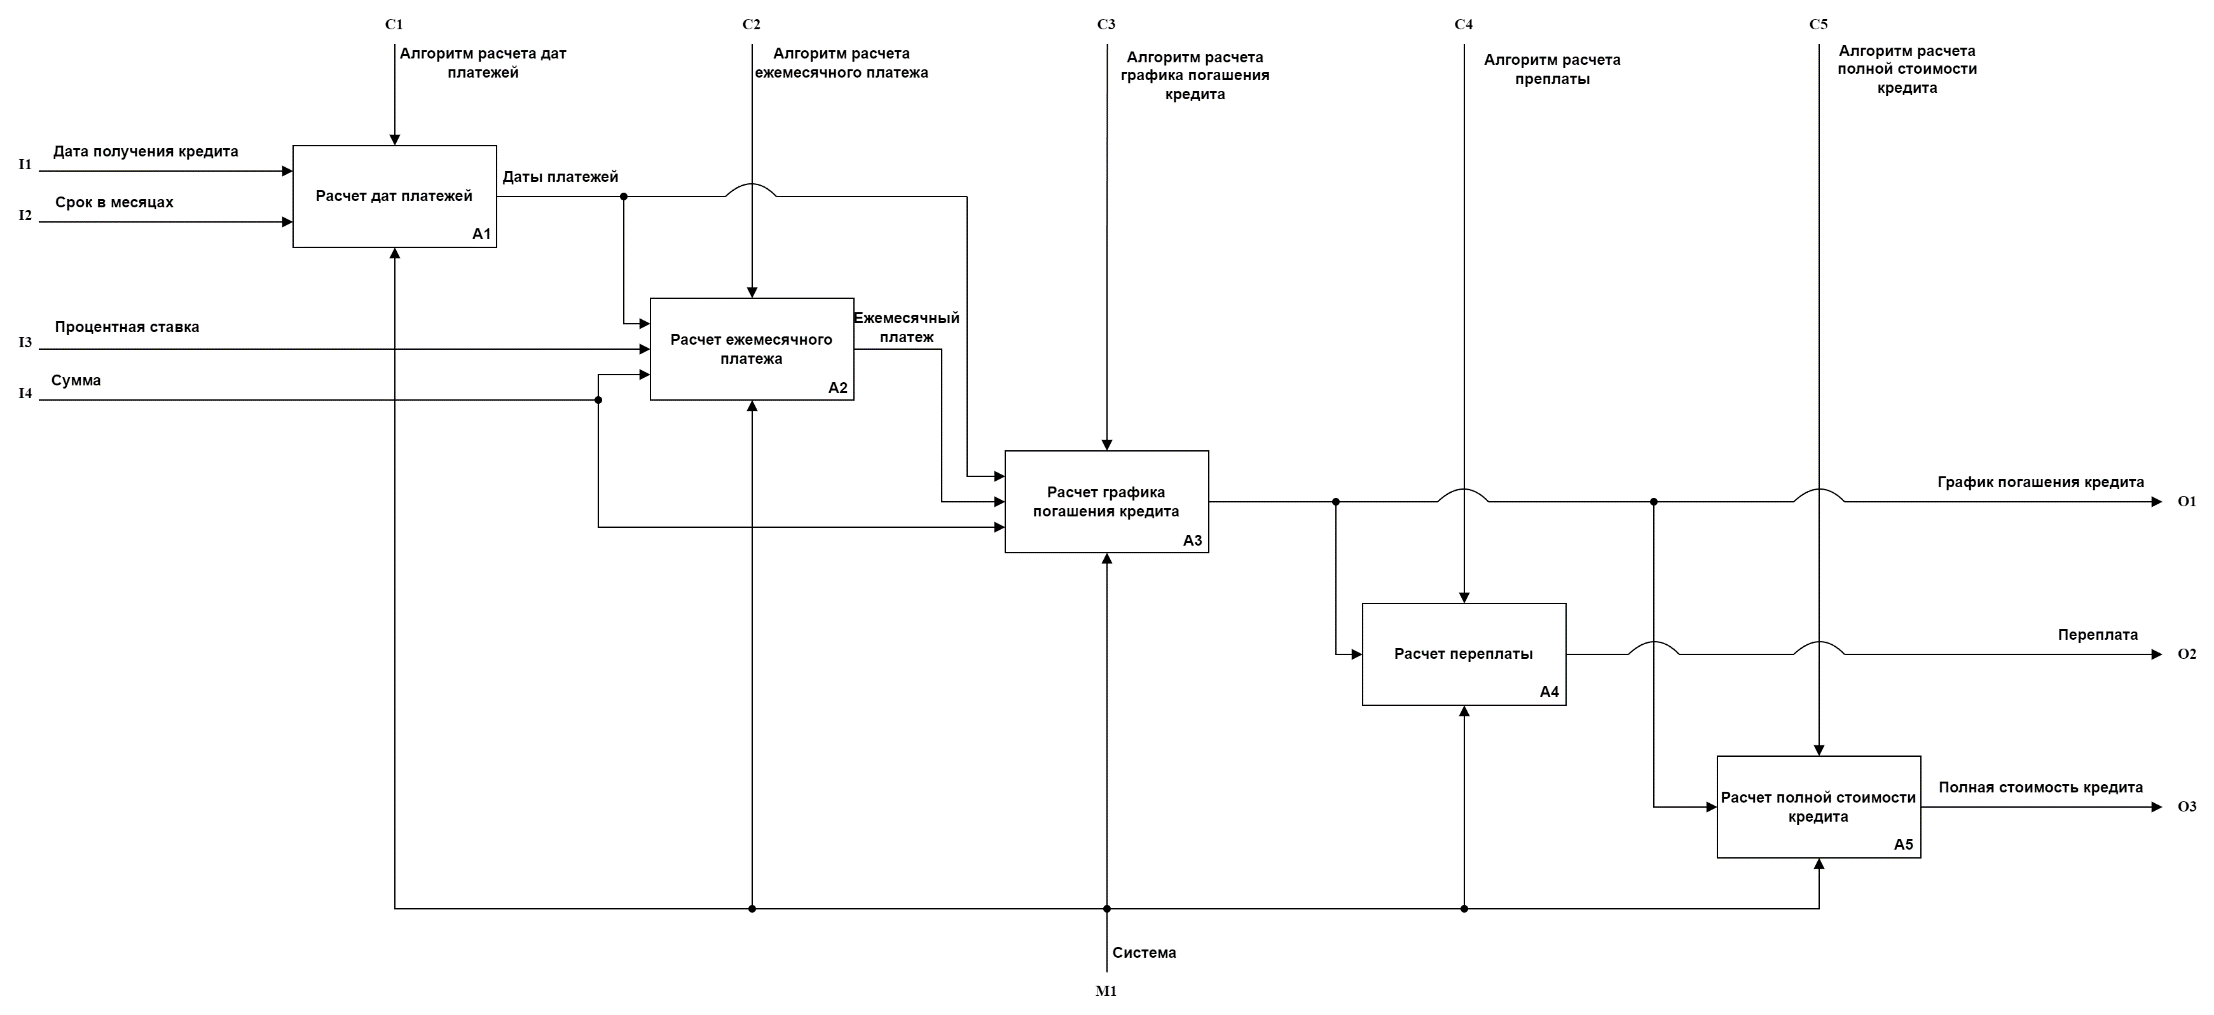 C1
C2
C3
C4
C5
Алгоритм расчета дат
платежей
Алгоритм расчета
ежемесячного платежа
Алгоритм расчета
графика погашения
кредита
Алгоритм расчета
преплаты
Алгоритм расчета
полной стоимости
кредита
I1
Дата получения кредита
I2
Срок в месяцах
Расчет дат платежей
A1
Даты платежей
I3
Процентная ставка
I4
Сумма
Расчет ежемесячного
платежа
A2
Ежемесячный
платеж
Расчет графика
погашения кредита
A3
График погашения кредита
O1
Расчет переплаты
A4
Переплата
O2
Расчет полной стоимости
кредита
A5
Полная стоимость кредита
O3
Система
M1